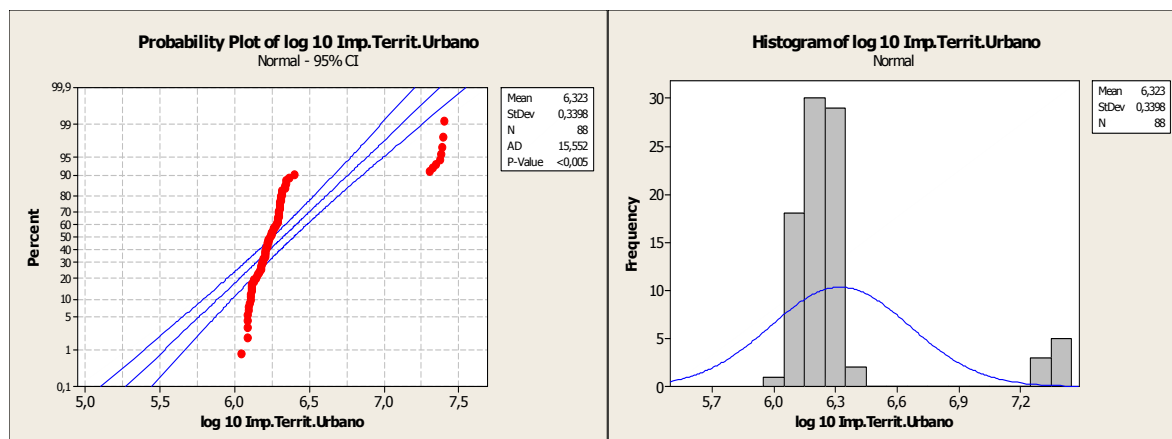 Probability Plot of log 10 Imp.Territ.Urbano
Normal - 95% CI
99,9
99
95
90
80
70
60
50
40
30
20
10
5
1
0,1
Percent
5,0 5,5 6,0 6,5 7,0 7,5
log 10 Imp.Territ.Urbano
Mean 6,323
StDev 0,3398
N 88
AD 15,552
P-Value <0,005
Histogram of log 10 Imp.Territ.Urbano
Normal
30
25
20
15
10
5
0
Frequency
5,7 6,0 6,3 6,6 6,9 7,2
log 10 Imp.Territ.Urbano
Mean 6,323
StDev 0,3398
N 88